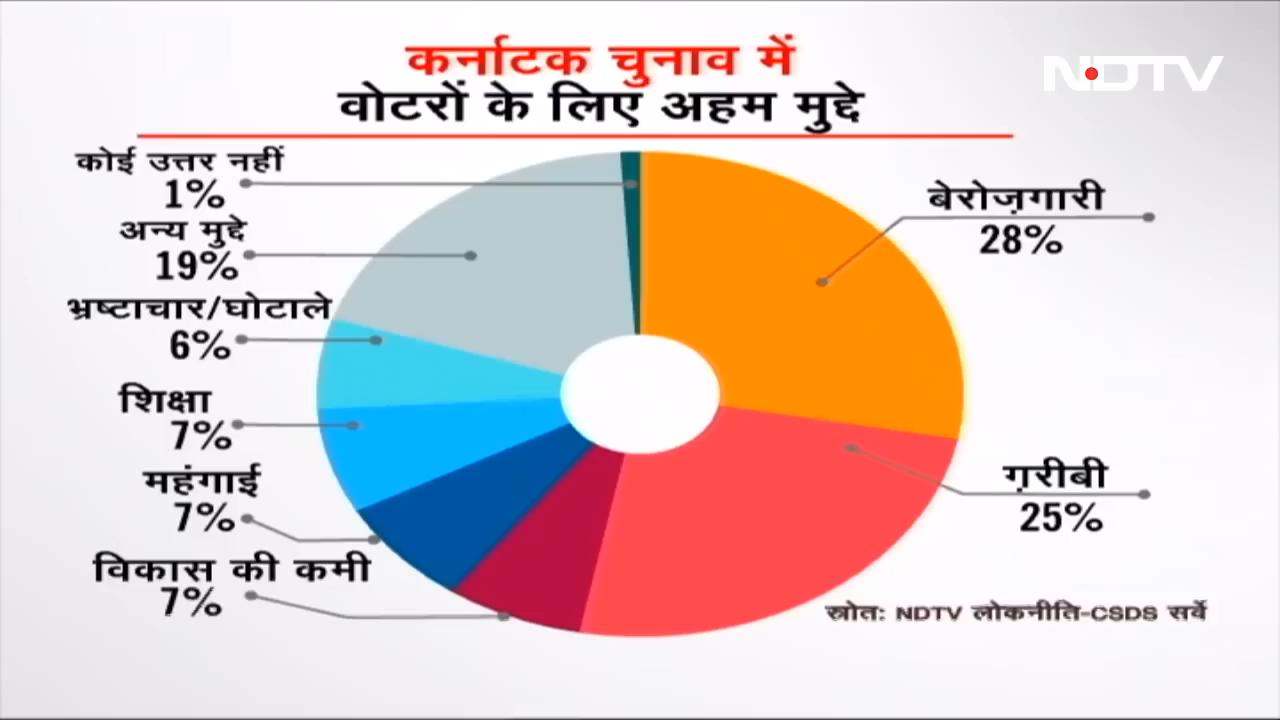 कर्नाटक चुनाव में
NDTV
वोटरों के लिए अहम मुद्दे
कोई उत्तर नहीं
1%
अन्य मुद्दे
19%
भ्रष्टाचार/घोटाले
6%
शिक्षा
7%
महंगाई
7%
विकास की कमी
7%
बेरोज़गारी
28%
ग़रीबी
25%
स्रोत: NDTV लोकनीति-CSDS सर्वे